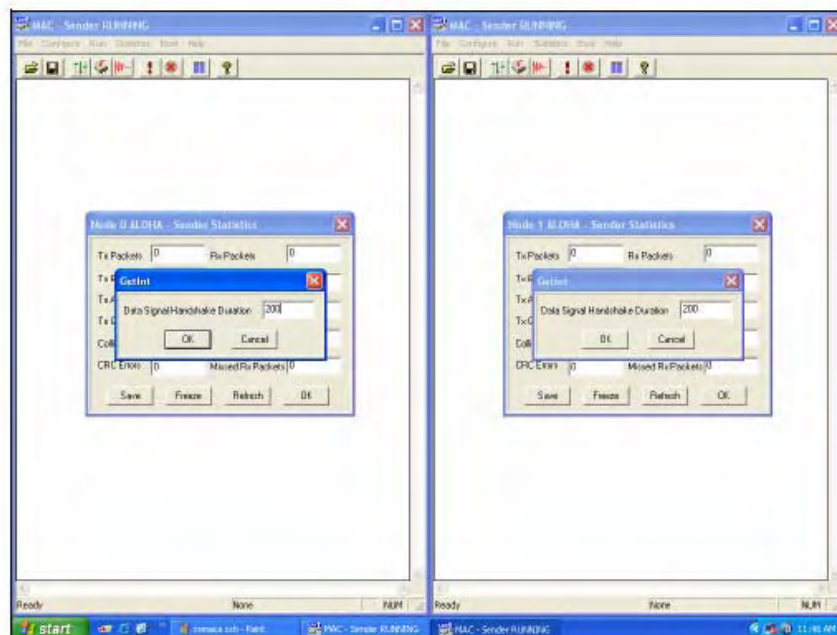 MAC - Sender RUNNING
File Configure Run Statistics Tool Help
Node 0 ALOHA - Sender Statistics
Tx Packets 0 Rx Packets 0
GetInt
Data Signal Handshake Duration 200
OK Cancel
CRC Errors 0 Missed Rx Packets 0
Save Freeze Refresh OK
Ready None NUM
MAC - Sender RUNNING
File Configure Run Statistics Tool Help
Node 1 ALOHA - Sender Statistics
Tx Packets 0 Rx Packets 0
GetInt
Data Signal Handshake Duration 200
OK Cancel
CRC Errors 0 Missed Rx Packets 0
Save Freeze Refresh OK
Ready None NUM
start
MAC - Sender RUNNING
MAC - Sender RUNNING
11:48 AM